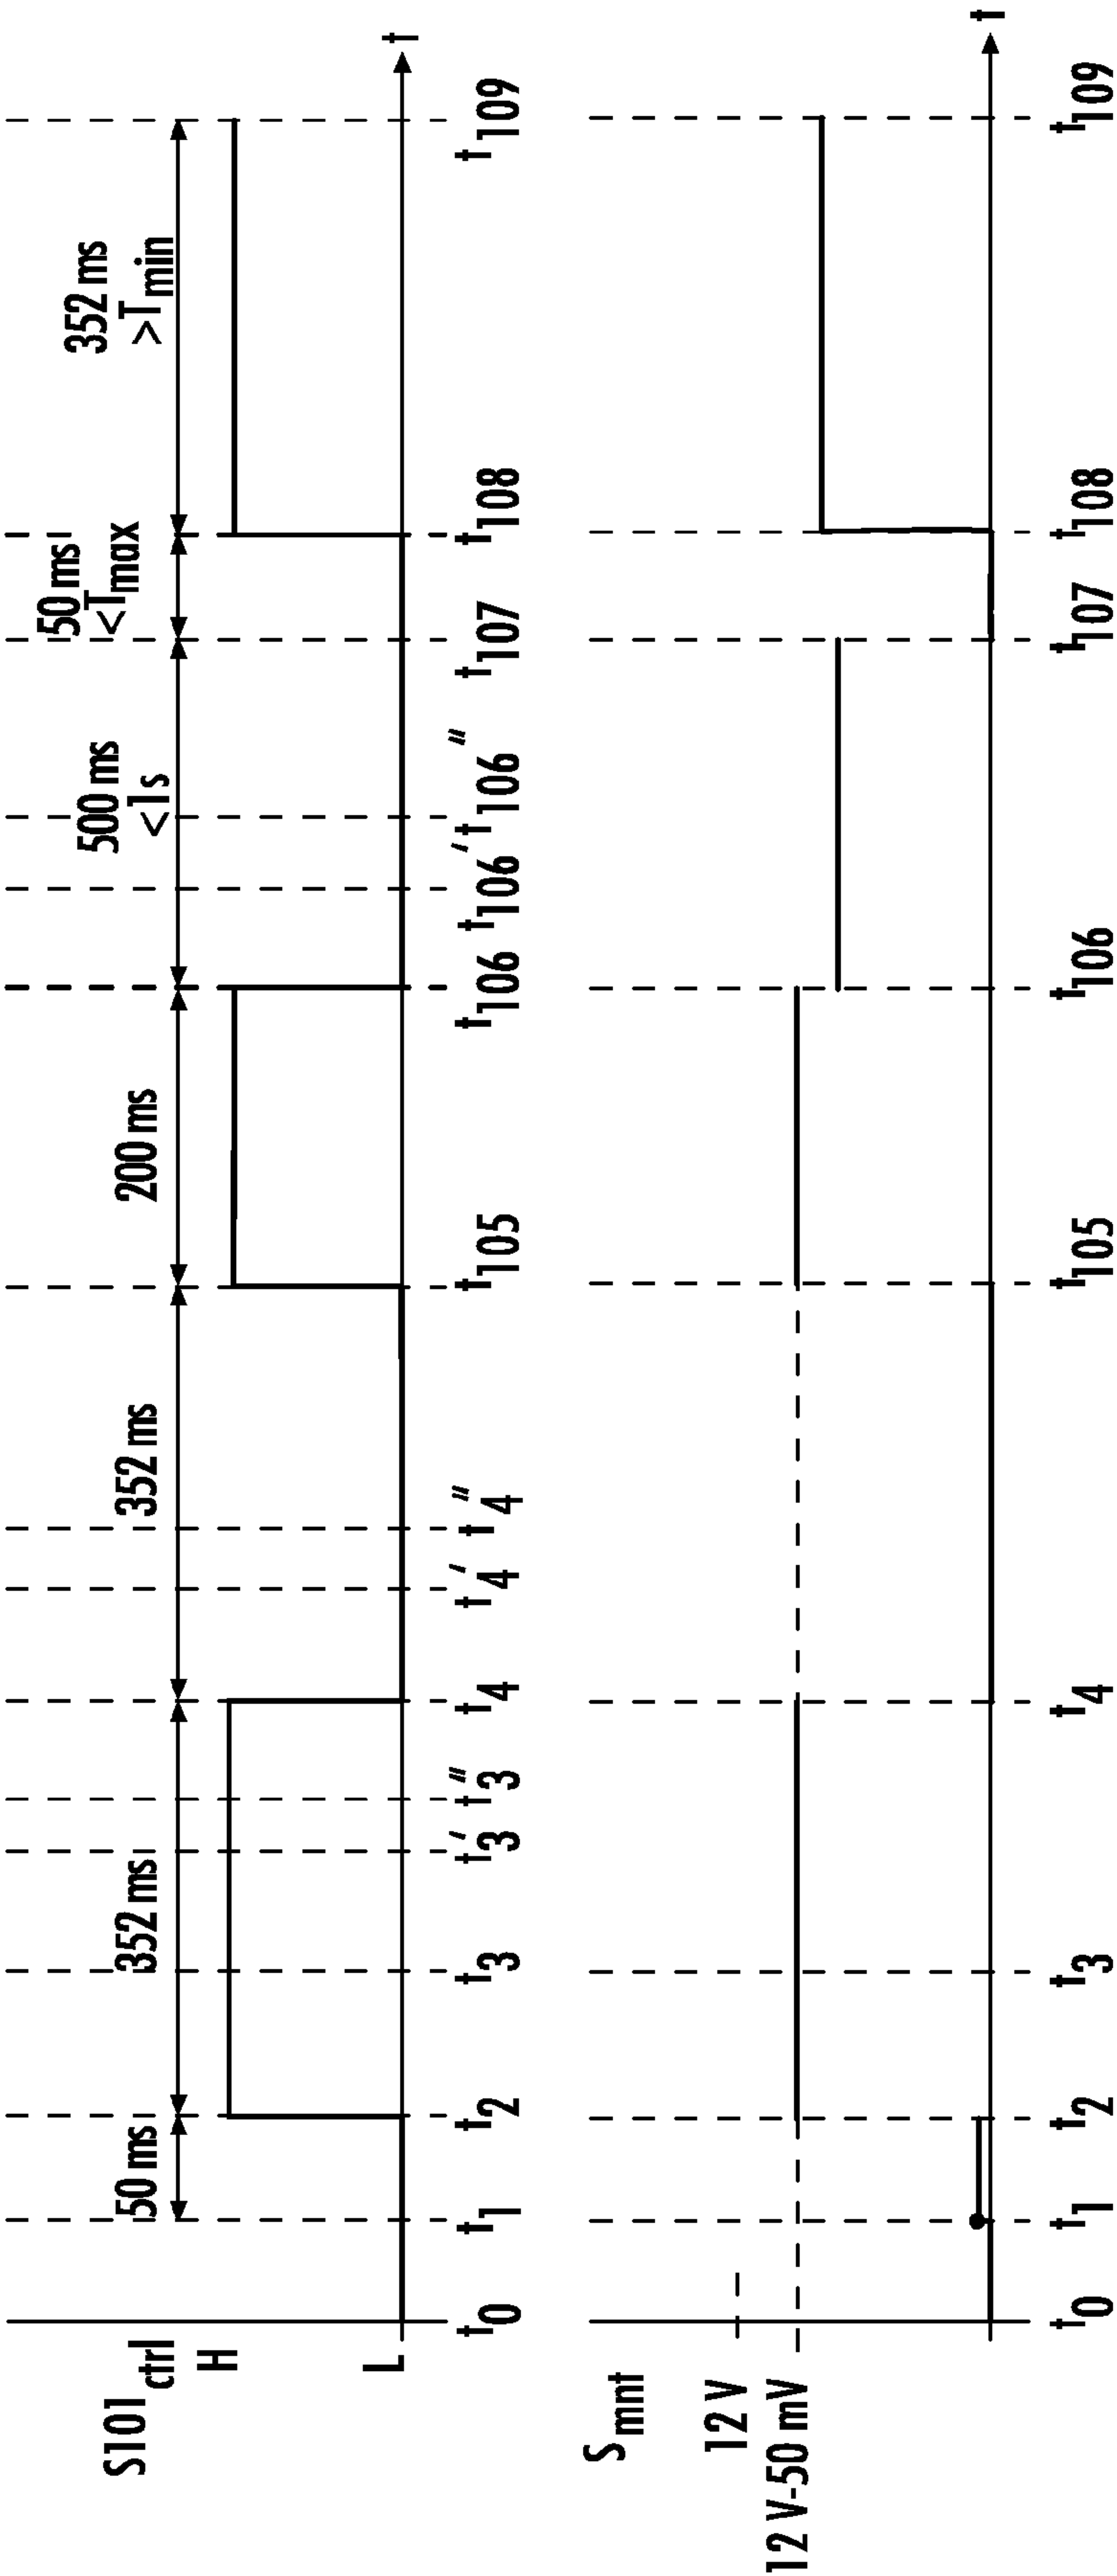 S101ctrl
H
L
50 ms
352 ms
352 ms
200 ms
500 ms
<1s
50 ms
<Tmax
352 ms
>Tmin
t
t0 t1 t2 t3 t3' t3" t4 t4' t4" t105 t106 t106' t106" t107 t108 t109
Smnt
12 V
12 V-50 mV
t
t0 t1 t2 t3 t4 t105 t106 t107 t108 t109